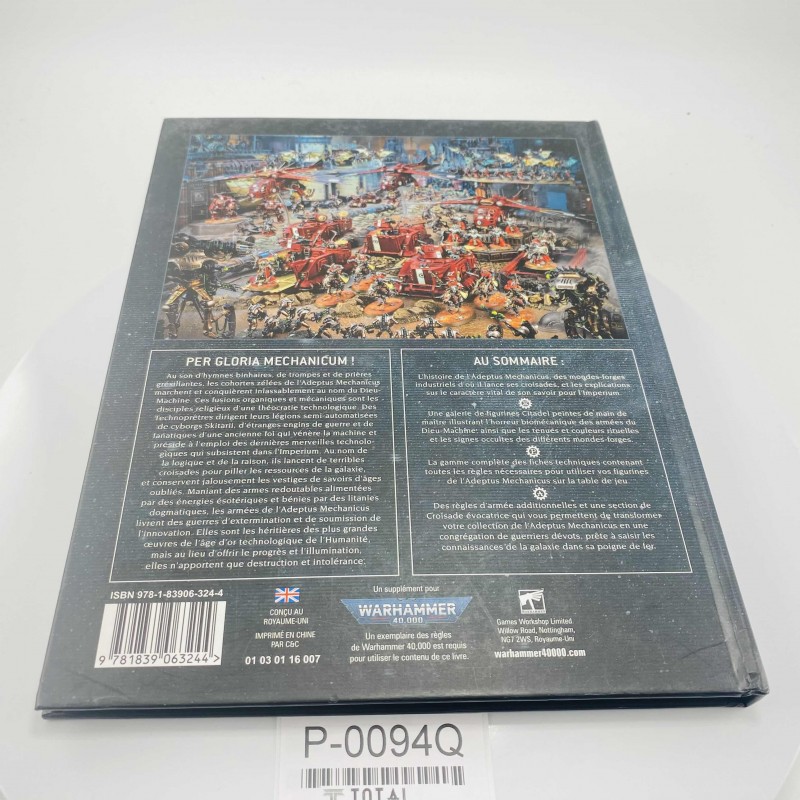 PER GLORIA MECHANICUM !
Au son d'hymnes binhaires, de trompes et de prières
grésillantes, les cohortes zélées de l'Adeptus Mechanicus
marchent et conquièrent inlassablement au nom du Dieu-
Machine. Ces fusions organiques et mécaniques sont les
disciples religieux d'une théocratie technologique. Des
Technoprêtres dirigent leurs légions semi-automatisées
de cyborgs Skitarii, d'étranges engins de guerre et de
fanatiques d'une ancienne foi qui vénère la machine et
préside à l'emploi des dernières merveilles technolo-
giques qui subsistent dans l'Imperium. Au nom de
la logique et de la raison, ils lancent de terribles
croisades pour piller les ressources de la galaxie,
et conservent jalousement les vestiges de savoirs d'âges
oubliés. Maniant des armes redoutables alimentées
par des énergies ésotériques et bénies par des litanies
dogmatiques, les armées de l'Adeptus Mechanicus
livrent des guerres d'extermination et de soumission de
l'innovation. Elles sont les héritières des plus grandes
œuvres de l'âge d'or technologique de l'Humanité,
mais au lieu d'offrir le progrès et l'illumination,
elles n'apportent que destruction et intolérance.
AU SOMMAIRE :
L'histoire de l'Adeptus Mechanicus, des mondes-forges
industriels d'où il lance ses croisades, et les explications
sur le caractère vital de son savoir pour l'Imperium.
Une galerie de figurines Citadel peintes de main de
maître illustrant l'horreur biomécanique des armées du
Dieu-Machine, ainsi que les tenues et couleurs rituelles
et les signes occultes des différents mondes-forges.
La gamme complète des fiches techniques contenant
toutes les règles nécessaires pour utiliser vos figurines
de l'Adeptus Mechanicus sur la table de jeu.
Des règles d'armée additionnelles et une section de
Croisade évocatrice qui vous permettent de transformer
votre collection de l'Adeptus Mechanicus en une
congrégation de guerriers dévots, prête à saisir les
connaissances de la galaxie dans sa poigne de fer.
ISBN 978-1-83906-324-4
9 781839 063244 >
CONÇU AU
ROYAUME-UNI
IMPRIMÉ EN CHINE
PAR C&C
01 03 01 16 007
Un supplément pour
WARHAMMER
40,000
Un exemplaire des règles
de Warhammer 40,000 est requis
pour utiliser le contenu de ce livre.
WARHAMMER
Games Workshop Limited
Willow Road, Nottingham,
NG7 2WS, Royaume-Uni
warhammer40000.com
P-0094Q
TOTAL